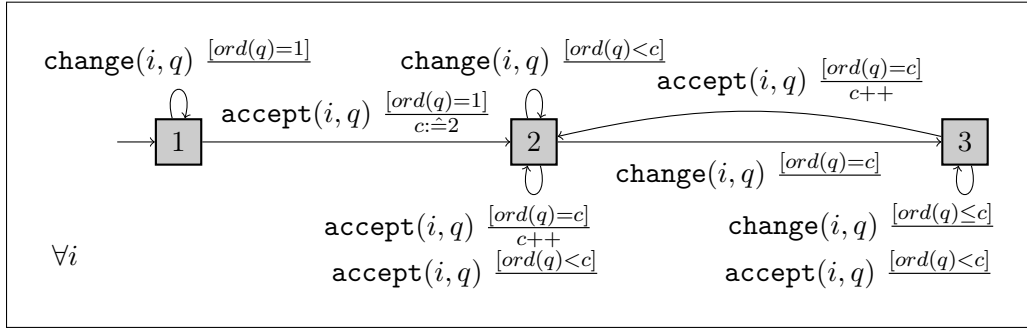 change(i, q) [ord(q)=1]
change(i, q) [ord(q)<c]
accept(i, q) [ord(q)=c]
c++
accept(i, q) [ord(q)=1]
c:=̂2
1
2
3
change(i, q) [ord(q)=c]
accept(i, q) [ord(q)=c]
c++
change(i, q) [ord(q)≤c]
∀i
accept(i, q) [ord(q)<c]
accept(i, q) [ord(q)<c]